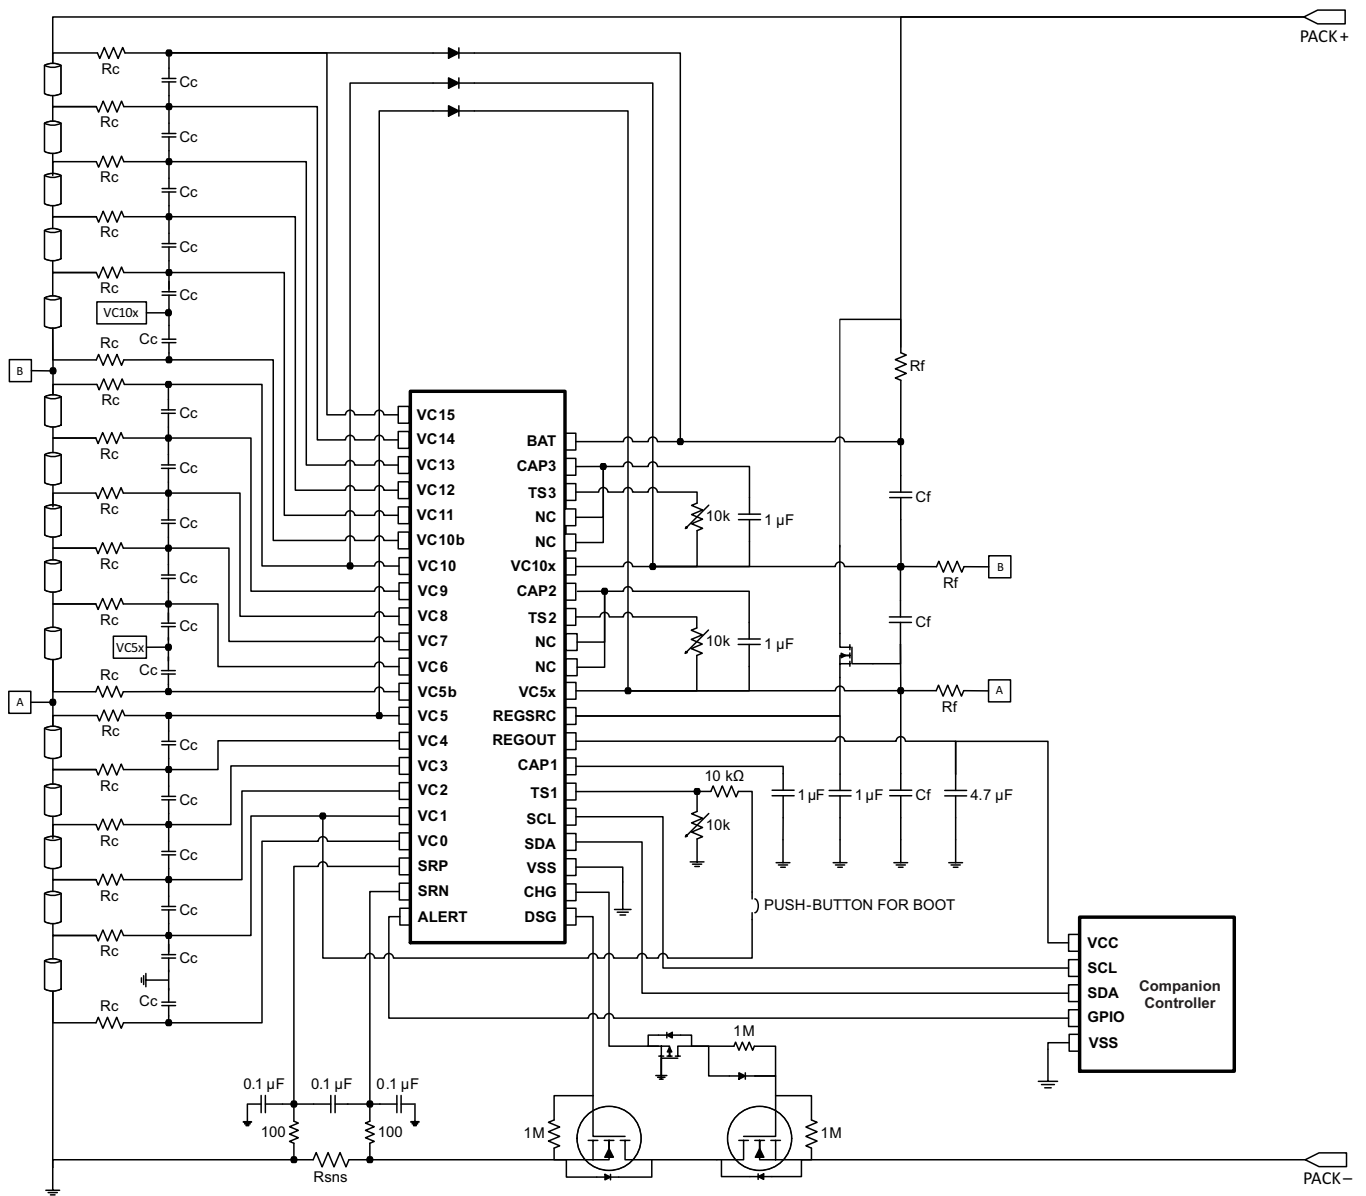 PACK+
Rc
Cc
Rc
Cc
Rc
Cc
Rc
Cc
Rc
Cc
VC10x
Cc
Rc
B
Rc
Cc
Rc
Cc
Rc
Cc
Rc
Cc
Rc
Cc
VC5x
Cc
Rc
A
Rc
Cc
Rc
Cc
Rc
Cc
Rc
Cc
Rc
Cc
Cc
Rc
VC15
VC14
VC13
VC12
VC11
VC10b
VC10
VC9
VC8
VC7
VC6
VC5b
VC5
VC4
VC3
VC2
VC1
VC0
SRP
SRN
ALERT
BAT
CAP3
TS3
NC
NC
VC10x
CAP2
TS2
NC
NC
VC5x
REGSRC
REGOUT
CAP1
TS1
SCL
SDA
VSS
CHG
DSG
Rf
Cf
10k
1 µF
B
Rf
Cf
10k
1 µF
A
Rf
10 kΩ
10k
1 µF
1 µF
Cf
4.7 µF
PUSH-BUTTON FOR BOOT
VCC
SCL
SDA
GPIO
VSS
Companion
Controller
1M
0.1 µF
0.1 µF
0.1 µF
100
100
1M
1M
Rsns
PACK–